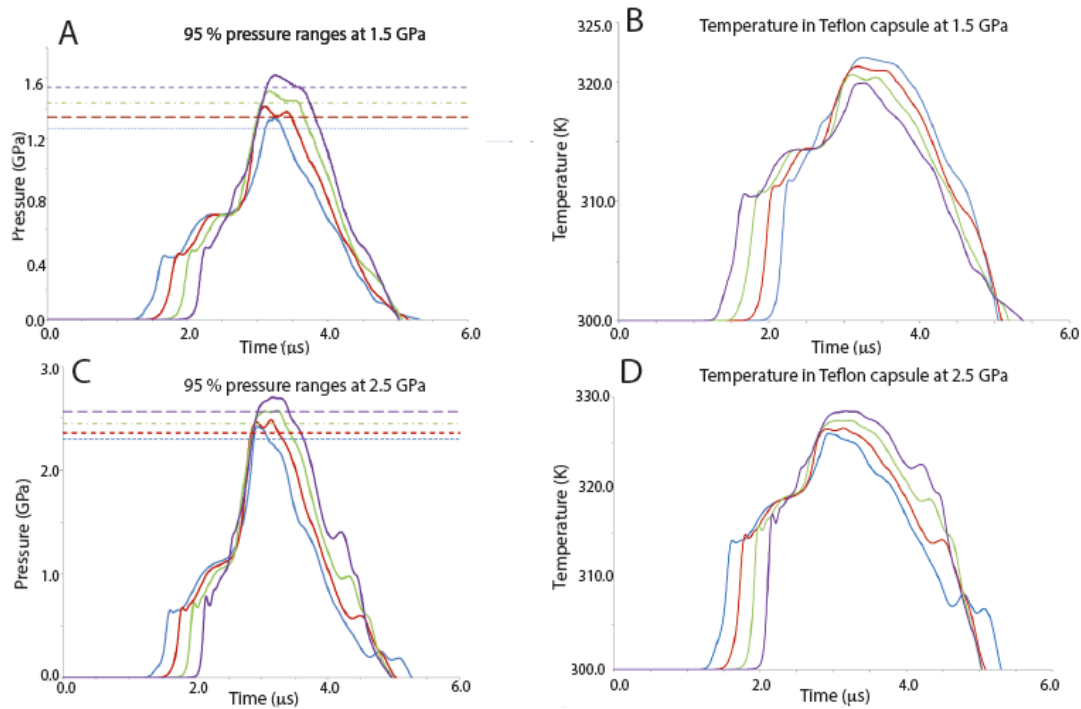 A
95 % pressure ranges at 1.5 GPa
1.6
1.2
0.8
0.4
0.0
Pressure (GPa)
0.0
2.0
4.0
6.0
Time (μs)
B
Temperature in Teflon capsule at 1.5 GPa
325.0
320.0
310.0
300.0
Temperature (K)
0.0
2.0
4.0
6.0
Time (μs)
C
95 % pressure ranges at 2.5 GPa
3.0
2.0
1.0
0.0
Pressure (GPa)
0.0
2.0
4.0
6.0
Time (μs)
D
Temperature in Teflon capsule at 2.5 GPa
330.0
320.0
310.0
300.0
Temperature (K)
0.0
2.0
4.0
6.0
Time (μs)